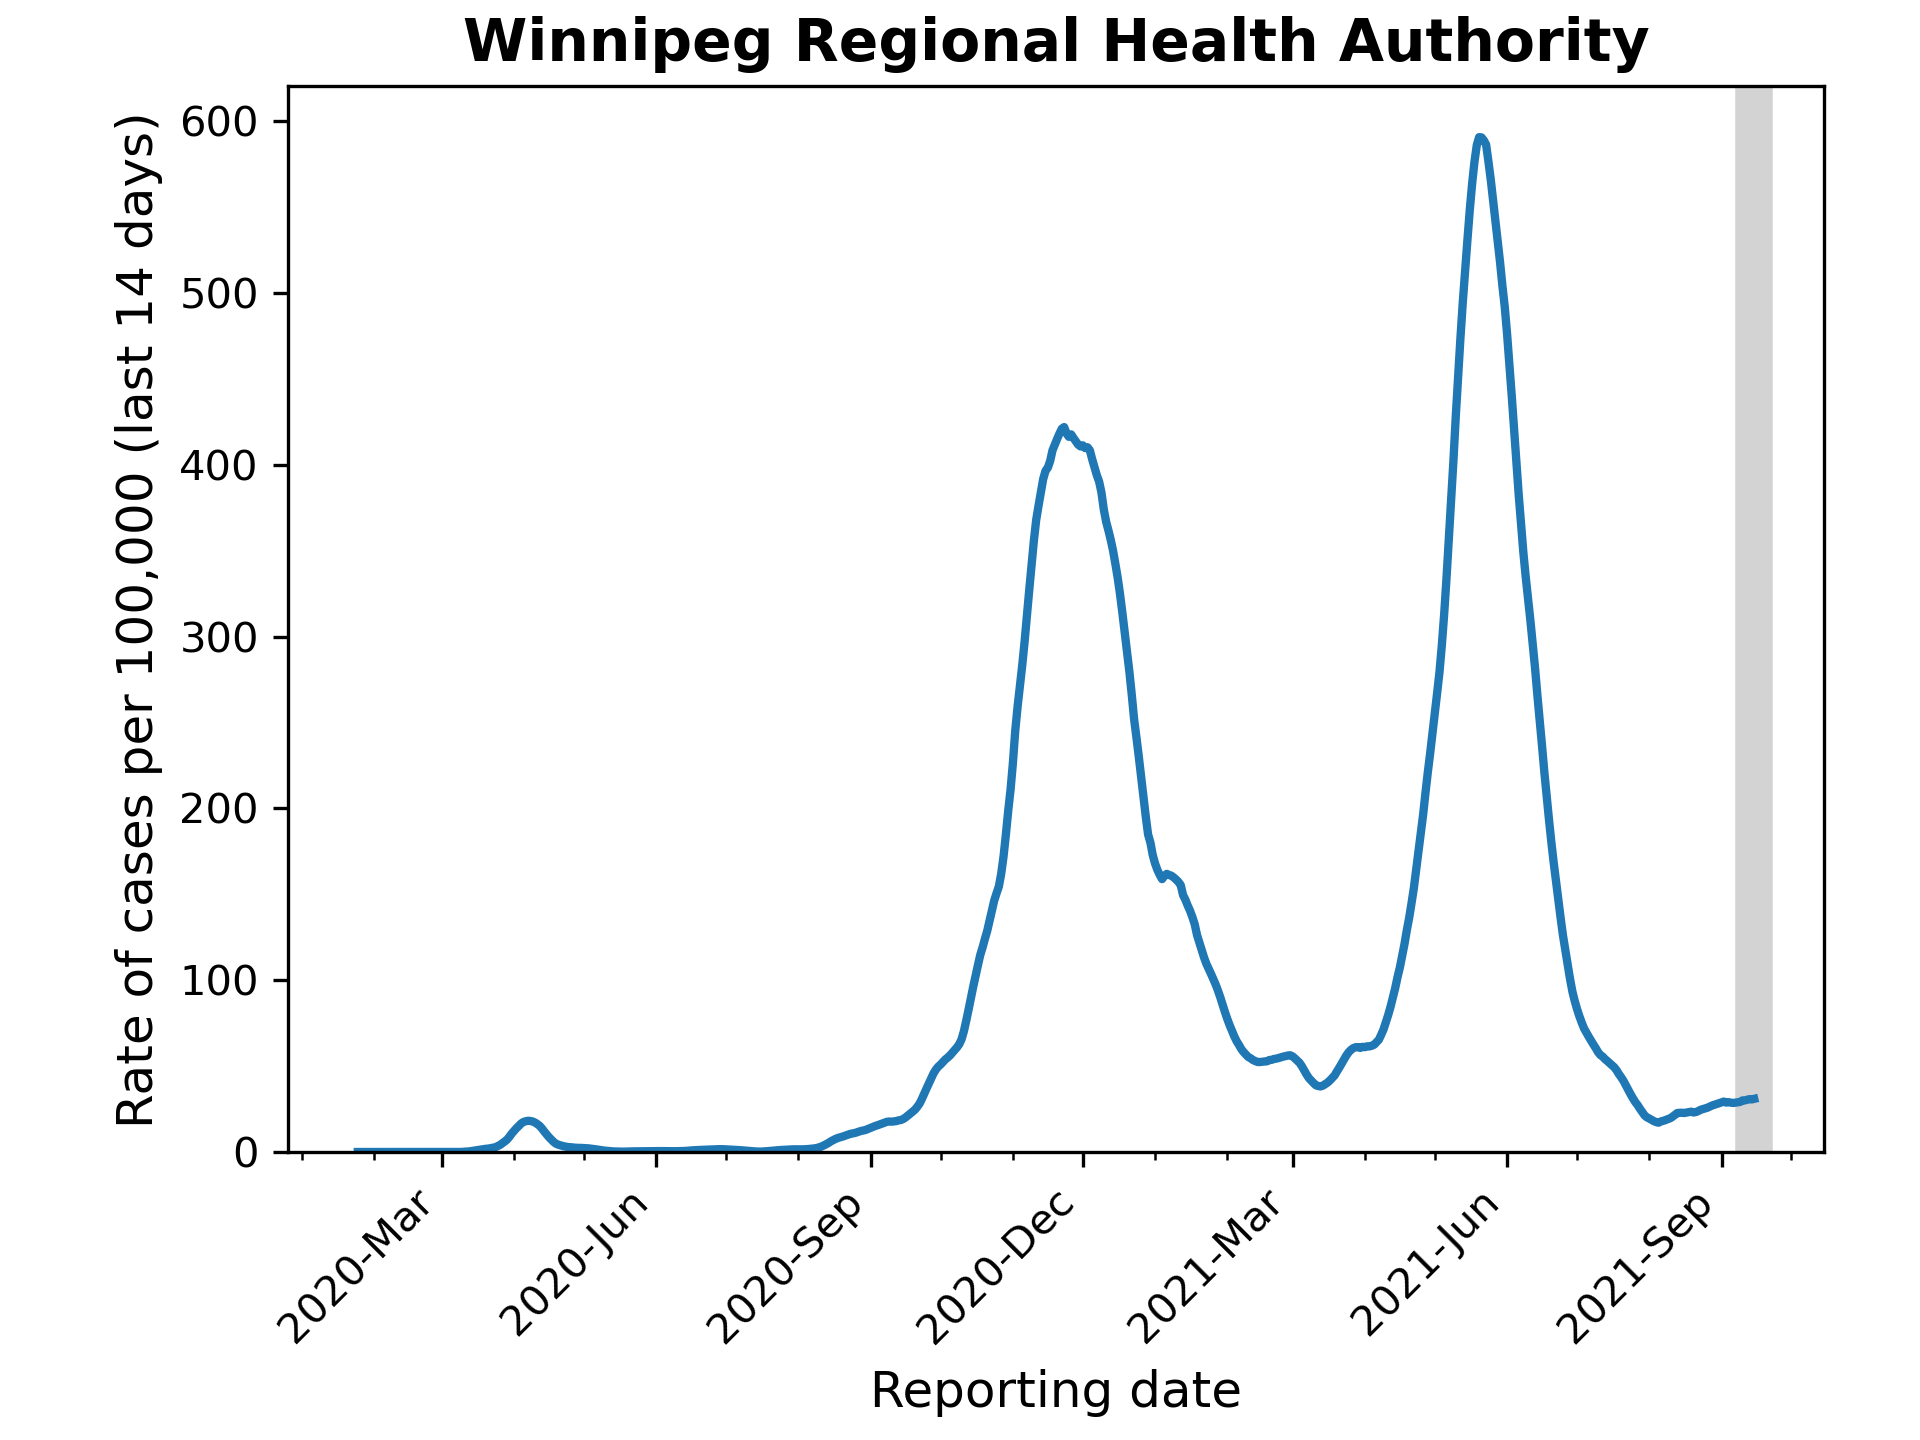 Winnipeg Regional Health Authority
Rate of cases per 100,000 (last 14 days)
600
500
400
300
200
100
0
2020-Mar
2020-Jun
2020-Sep
2020-Dec
2021-Mar
2021-Jun
2021-Sep
Reporting date